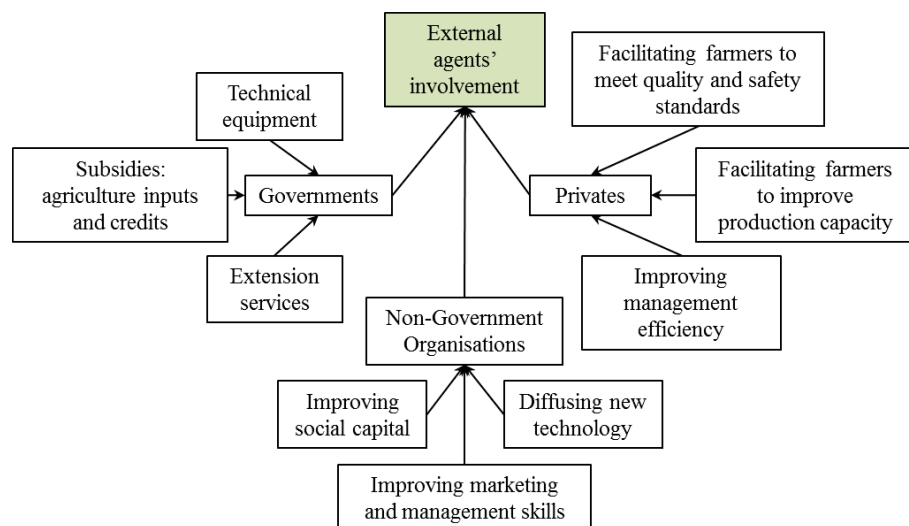 External
agents’
involvement
Facilitating farmers to
meet quality and safety
standards
Technical
equipment
Subsidies:
agriculture inputs
and credits
Governments
Privates
Facilitating farmers
to improve
production capacity
Extension
services
Improving
management
efficiency
Non-Government
Organisations
Improving
social capital
Diffusing new
technology
Improving marketing
and management skills